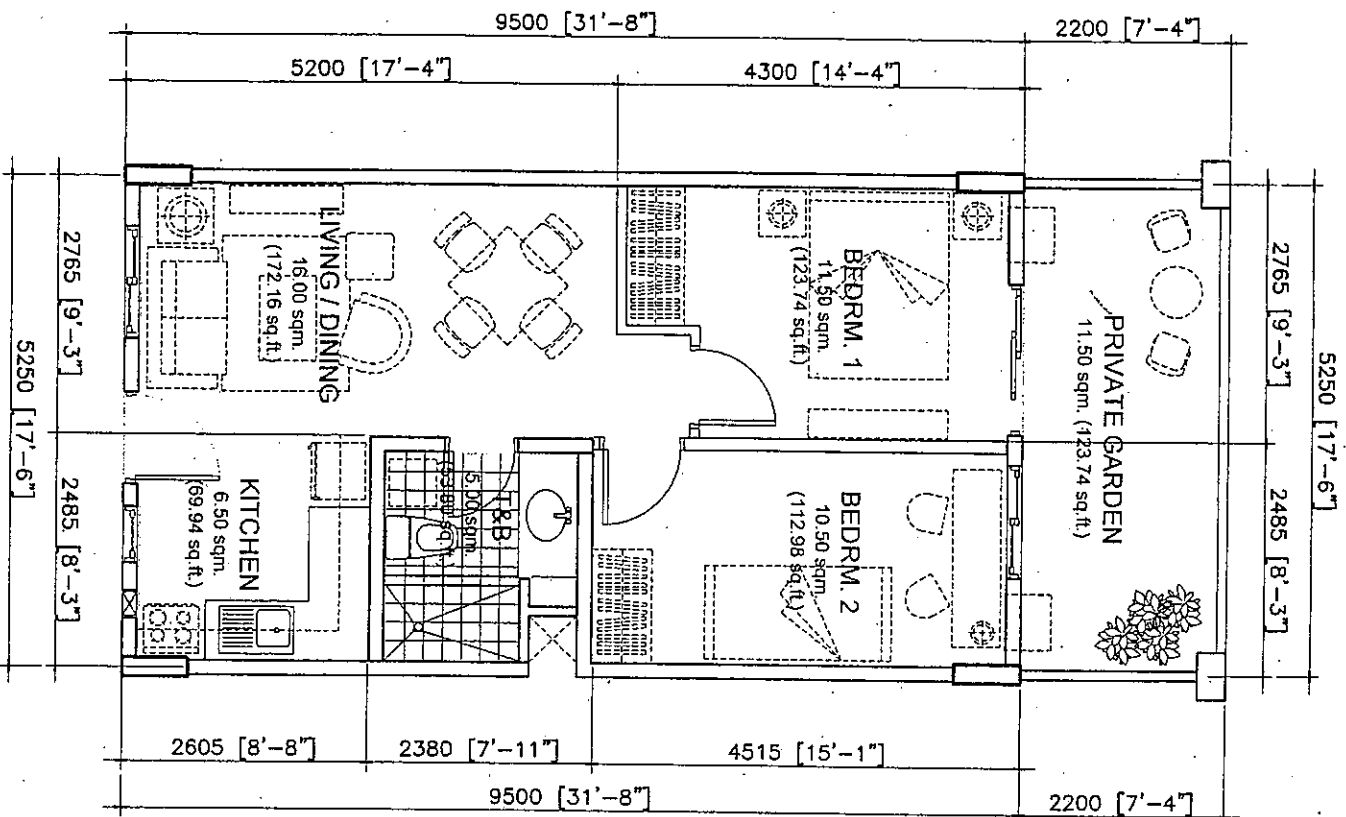 9500 [31'-8"]
2200 [7'-4"]
5200 [17'-4"]
4300 [14'-4"]
5250 [17'-6"]
2765 [9'-3"]
2485 [8'-3"]
LIVING / DINING
16.00 sqm.
(172.16 sq.ft.)
BEDRM. 1
11.50 sqm.
(123.74 sq.ft.)
PRIVATE GARDEN
11.50 sqm. (123.74 sq.ft.)
2765 [9'-3"]
2485 [8'-3"]
5250 [17'-6"]
KITCHEN
6.50 sqm.
(69.94 sq.ft.)
T&B
5.00 sqm
(53.80 sq.ft.)
BEDRM. 2
10.50 sqm.
(112.98 sq.ft.)
2605 [8'-8"]
2380 [7'-11"]
4515 [15'-1"]
9500 [31'-8"]
2200 [7'-4"]